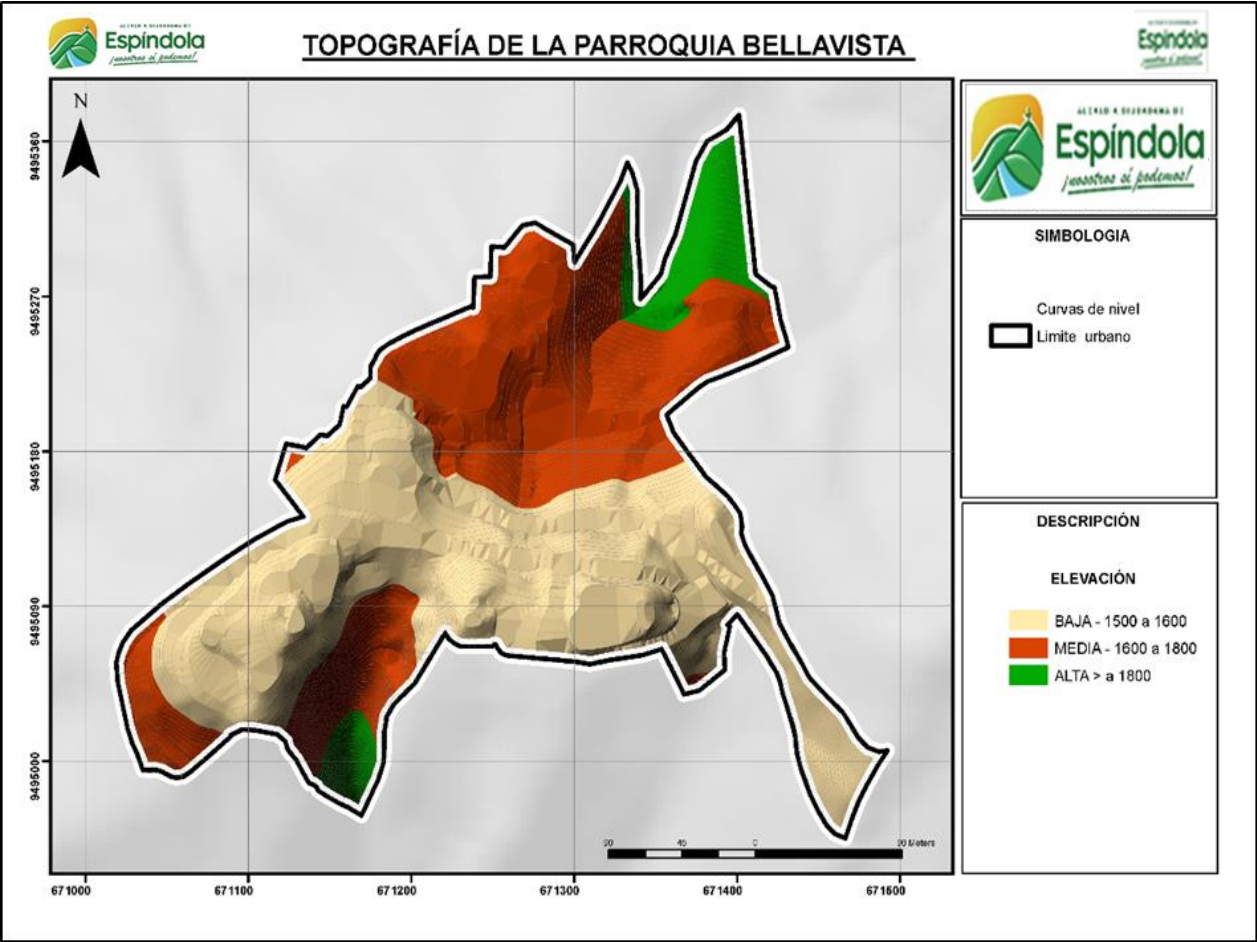 Espíndola
¡nosotros sí podemos!
TOPOGRAFÍA DE LA PARROQUIA BELLAVISTA
Espíndola
N
9495360
9495270
9495180
9495090
9495000
671000
671100
671200
671300
671400
671500
90 45 0 90 Meters
Espíndola
¡nosotros sí podemos!
SIMBOLOGIA
Curvas de nivel
Limite urbano
DESCRIPCIÓN
ELEVACIÓN
BAJA - 1500 a 1600
MEDIA - 1600 a 1800
ALTA > a 1800